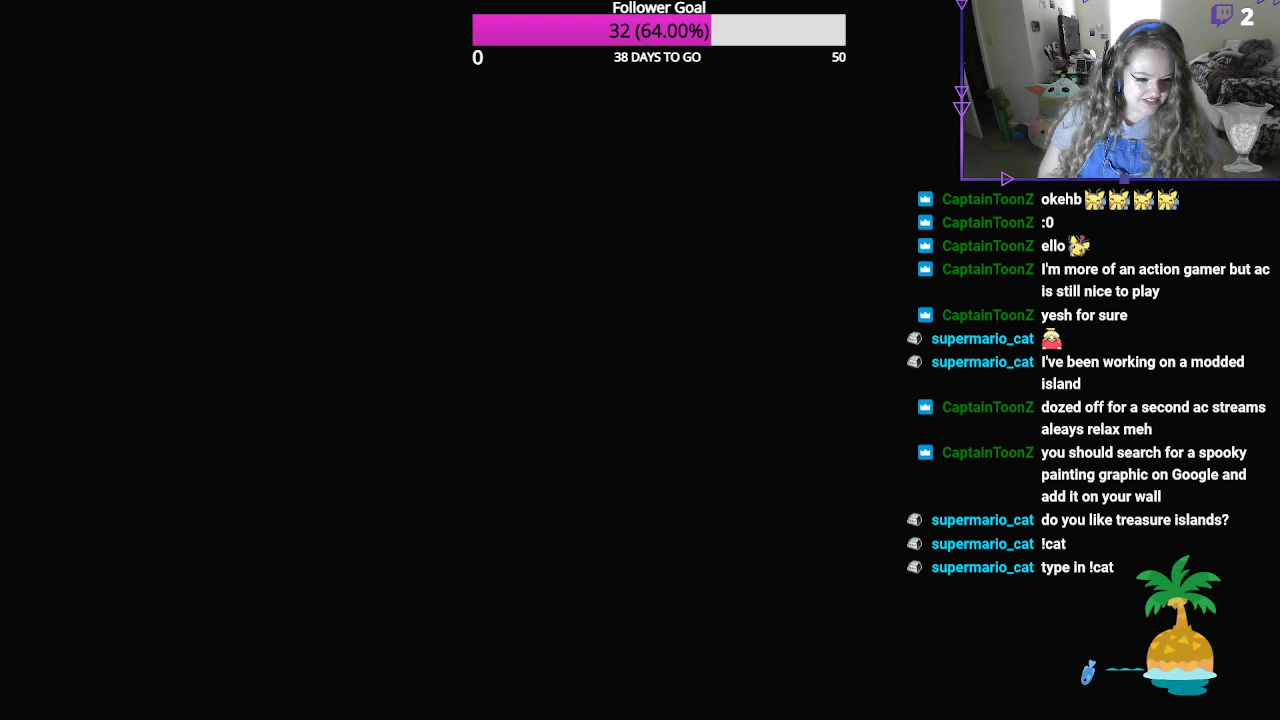 Follower Goal
32 (64.00%)
0
38 DAYS TO GO
50
2
CaptainToonZ okehb
CaptainToonZ :0
CaptainToonZ ello
CaptainToonZ I'm more of an action gamer but ac
is still nice to play
CaptainToonZ yesh for sure
supermario_cat
supermario_cat I've been working on a modded
island
CaptainToonZ dozed off for a second ac streams
aleays relax meh
CaptainToonZ you should search for a spooky
painting graphic on Google and
add it on your wall
supermario_cat do you like treasure islands?
supermario_cat !cat
supermario_cat type in !cat